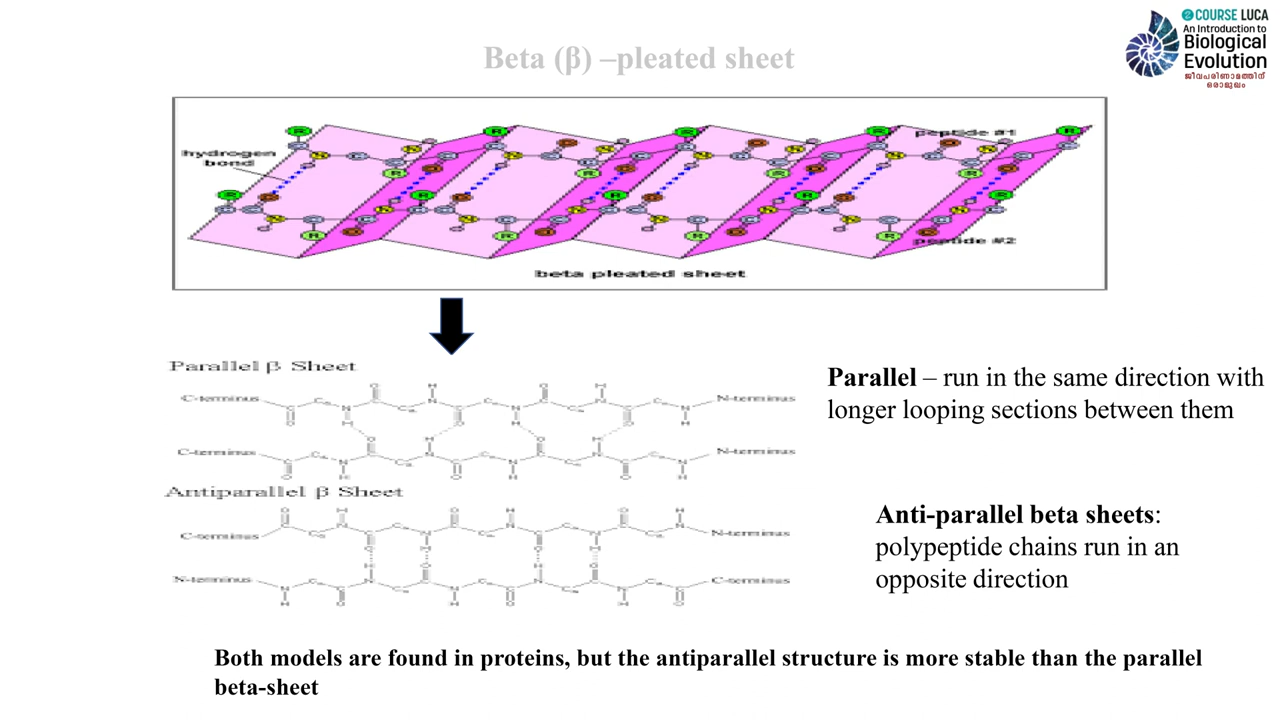 COURSE LUCA
An Introduction to
Biological
Evolution
ജീവപരിണാമത്തിന്
ഒരാമുഖം
Beta (β) –pleated sheet
R R R R R
peptide #1
hydrogen
bond
R R R R
R R R R R
R R R R
peptide #2
beta pleated sheet
Parallel β Sheet
C-terminus N-terminus
C-terminus N-terminus
Parallel – run in the same direction with
longer looping sections between them
Antiparallel β Sheet
C-terminus N-terminus
N-terminus C-terminus
Anti-parallel beta sheets:
polypeptide chains run in an
opposite direction
Both models are found in proteins, but the antiparallel structure is more stable than the parallel
beta-sheet